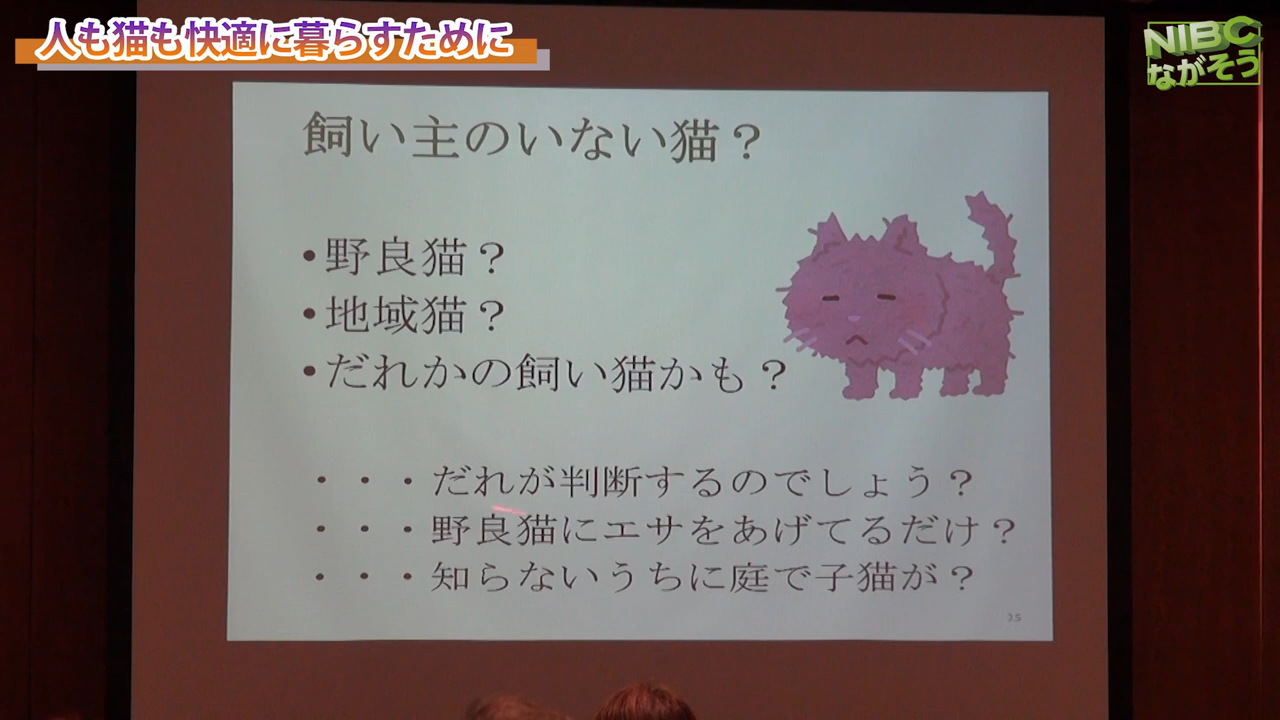 人も猫も快適に暮らすために
NIBC
ながそう
飼い主のいない猫？
•野良猫？
•地域猫？
•だれかの飼い猫かも？
・・・だれが判断するのでしょう？
・・・野良猫にエサをあげてるだけ？
・・・知らないうちに庭で子猫が？